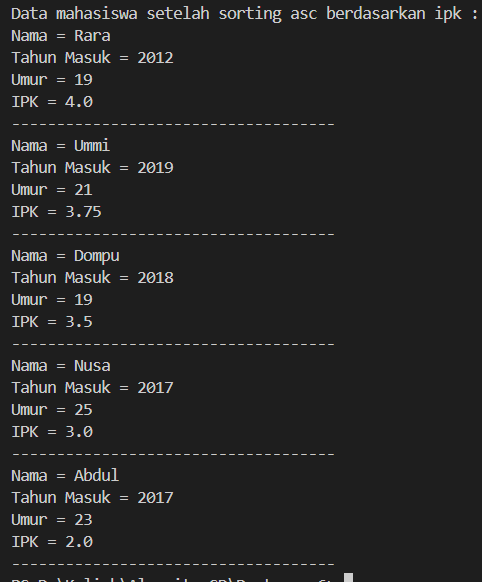 Data mahasiswa setelah sorting asc berdasarkan ipk :
Nama = Rara
Tahun Masuk = 2012
Umur = 19
IPK = 4.0
------------------------------------
Nama = Ummi
Tahun Masuk = 2019
Umur = 21
IPK = 3.75
------------------------------------
Nama = Dompu
Tahun Masuk = 2018
Umur = 19
IPK = 3.5
------------------------------------
Nama = Nusa
Tahun Masuk = 2017
Umur = 25
IPK = 3.0
------------------------------------
Nama = Abdul
Tahun Masuk = 2017
Umur = 23
IPK = 2.0
------------------------------------